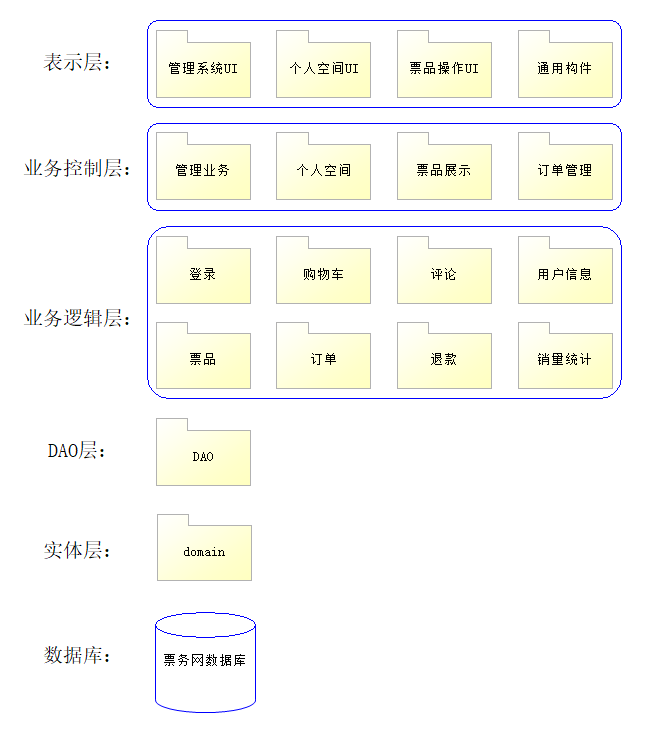 表示层：
管理系统UI
个人空间UI
票品操作UI
通用构件
业务控制层：
管理业务
个人空间
票品展示
订单管理
业务逻辑层：
登录
购物车
评论
用户信息
票品
订单
退款
销量统计
DAO层：
DAO
实体层：
domain
数据库：
票务网数据库